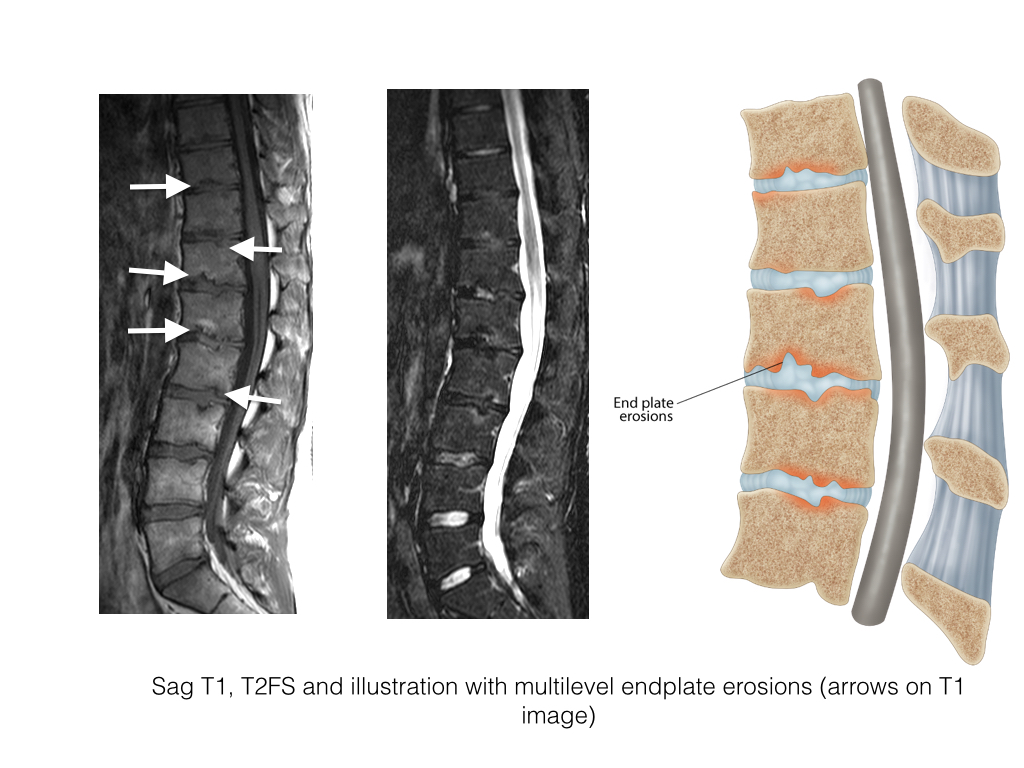 End plate
erosions
Sag T1, T2FS and illustration with multilevel endplate erosions (arrows on T1
image)